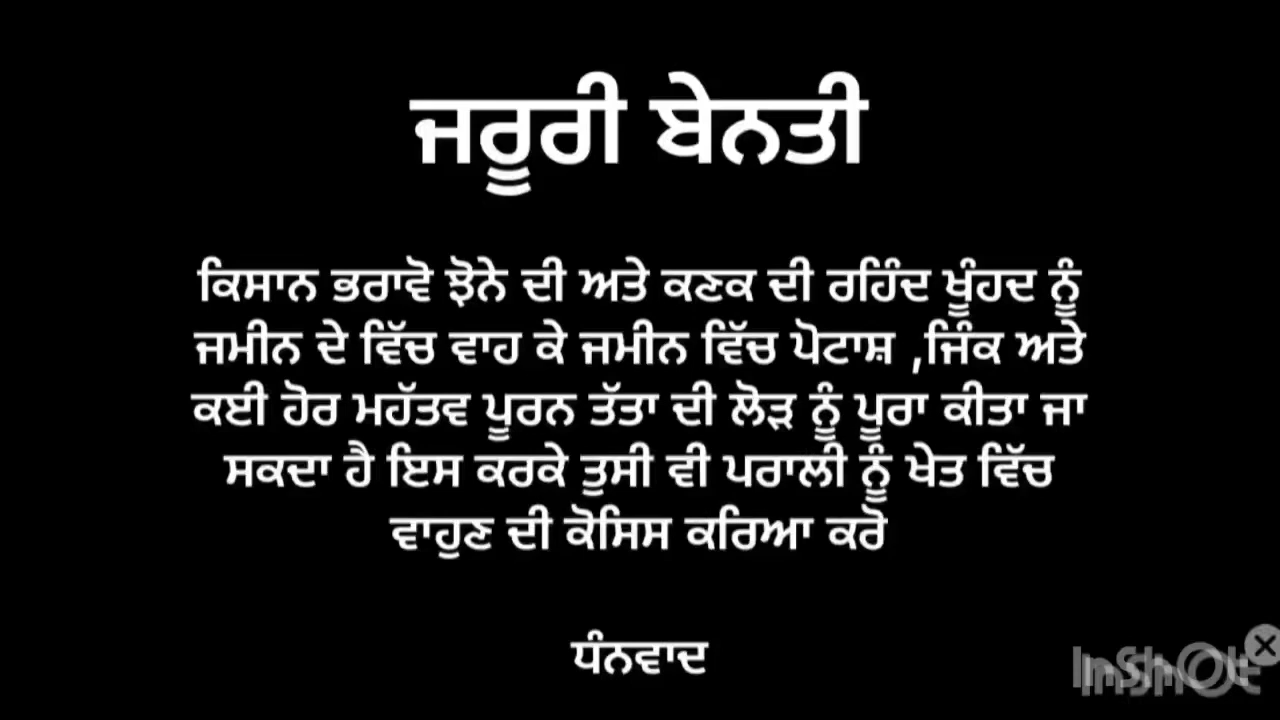 ਜਰੂਰੀ ਬੇਨਤੀ
ਕਿਸਾਨ ਭਰਾਵੋ ਝੋਨੇ ਦੀ ਅਤੇ ਕਣਕ ਦੀ ਰਹਿੰਦ ਖੂੰਹਦ ਨੂੰ
ਜਮੀਨ ਦੇ ਵਿੱਚ ਵਾਹ ਕੇ ਜਮੀਨ ਵਿੱਚ ਪੋਟਾਸ਼ ,ਜਿੰਕ ਅਤੇ
ਕਈ ਹੋਰ ਮਹੱਤਵ ਪੂਰਨ ਤੱਤਾ ਦੀ ਲੋੜ ਨੂੰ ਪੂਰਾ ਕੀਤਾ ਜਾ
ਸਕਦਾ ਹੈ ਇਸ ਕਰਕੇ ਤੁਸੀ ਵੀ ਪਰਾਲੀ ਨੂੰ ਖੇਤ ਵਿੱਚ
ਵਾਹੁਣ ਦੀ ਕੋਸਿਸ ਕਰਿਆ ਕਰੋ
ਧੰਨਵਾਦ
InShOt